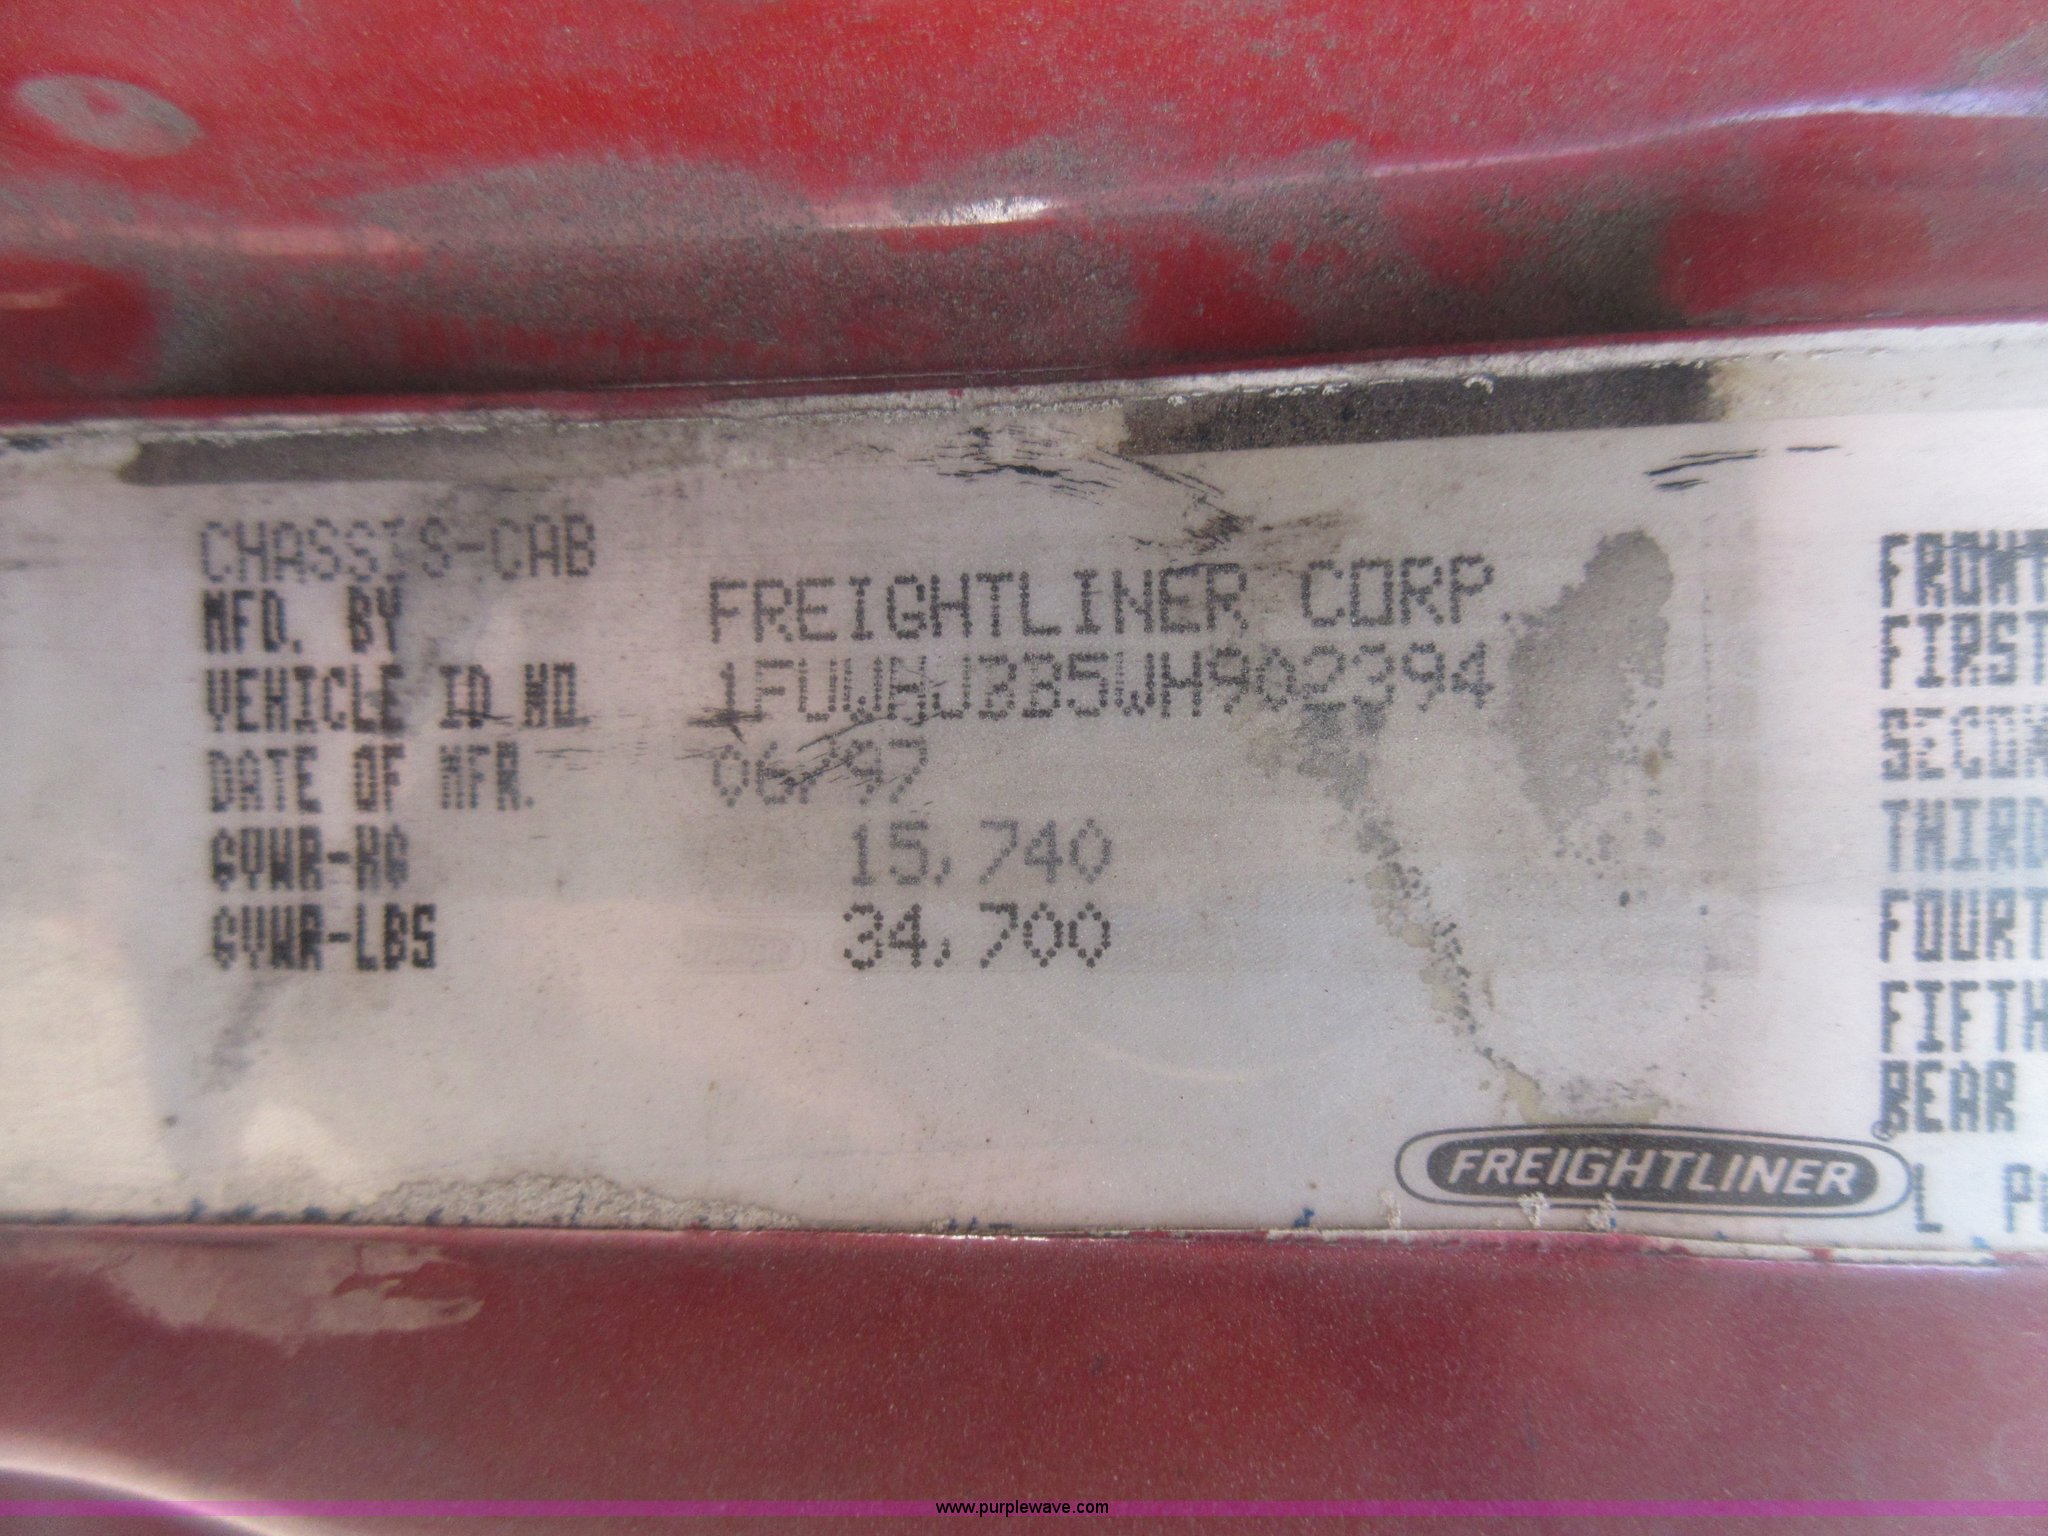 CHASSIS-CAB
MFD. BY FREIGHTLINER CORP.
VEHICLE ID NO 1FUWHJBB5WH902394
DATE OF MFR. 06/97
GVWR-KG 15,740
GVWR-LBS 34,700
FRONT
FIRST
SECON
THIRD
FOURT
FIFTH
REAR
FREIGHTLINER
www.purplewave.com